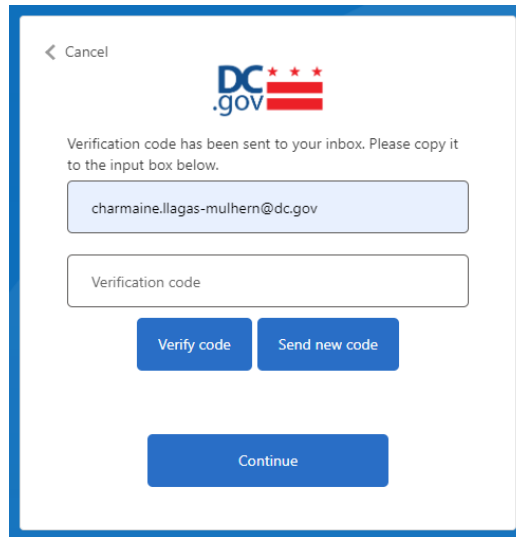 Cancel
DC
.gov
Verification code has been sent to your inbox. Please copy it
to the input box below.
charmaine.llagas-mulhern@dc.gov
Verification code
Verify code Send new code
Continue